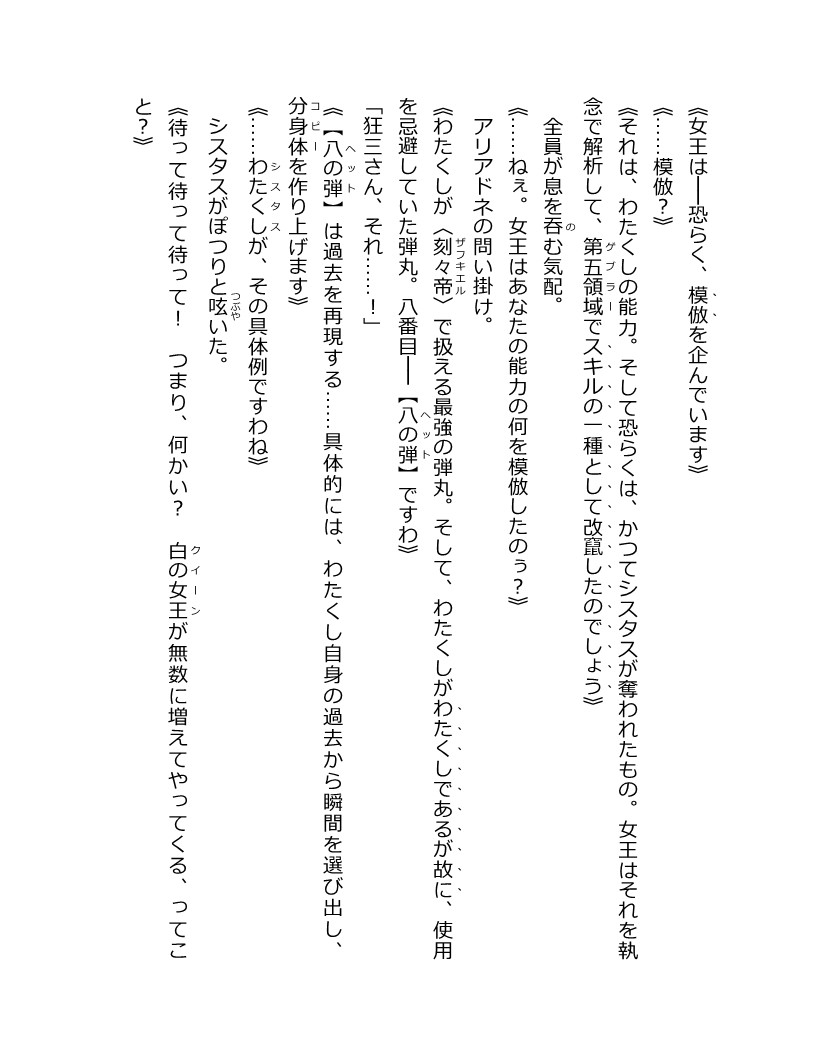 《女王は――恐らく、模倣を企んでいます》
《……模倣？》
《それは、わたくしの能力。そして恐らくは、かつてシスタスが奪われたもの。女王はそれを執
念で解析して、第五領域でスキルの一種として改竄したのでしょう》
全員が息を呑む気配。
《……ねぇ。女王はあなたの能力の何を模倣したのぅ？》
アリアドネの問い掛け。
《わたくしが〈刻々帝〉で扱える最強の弾丸。そして、わたくしがわたくしであるが故に、使用
を忌避していた弾丸。八番目――【八の弾】ですわ》
「狂三さん、それ……！」
《【八の弾】は過去を再現する……具体的には、わたくし自身の過去から瞬間を選び出し、
分身体を作り上げます》
《……わたくしが、その具体例ですわね》
シスタスがぽつりと呟いた。
《待って待って待って！　つまり、何かい？　白の女王が無数に増えてやってくる、ってこ
と？》